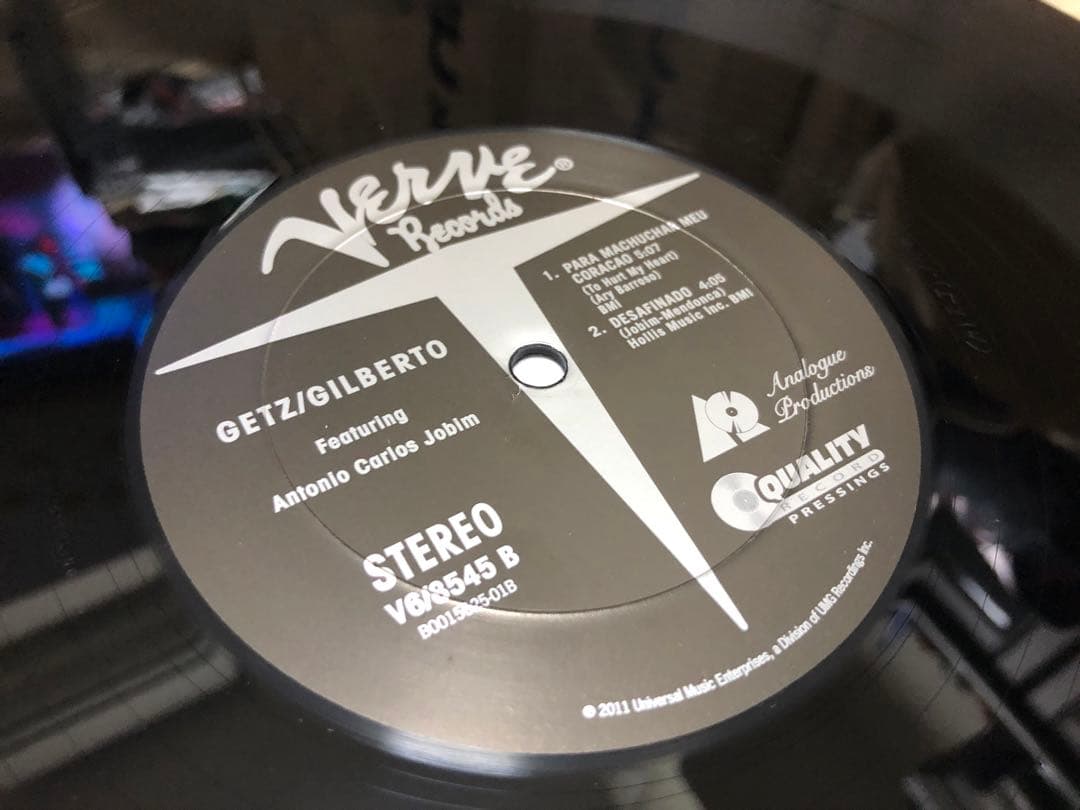 Verve®
Records
1. PARA MACHUCHAR MEU
CORACAO 5:07
(To Hurt My Heart)
(Ary Barroso)
BMI
2. DESAFINADO 4:05
(Jobim-Mendonca)
Hollis Music Inc. BMI
GETZ/GILBERTO
Featuring
Antonio Carlos Jobim
Analogue
Productions
QUALITY
RECORD
PRESSINGS
STEREO
V6/8545 B
℗ 2011 Universal Music Enterprises, a Division of UMG Recordings Inc.